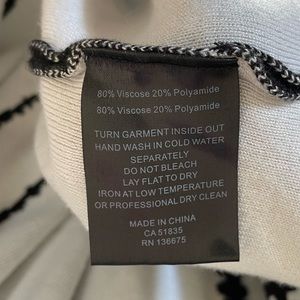 80% Viscose 20% Polyamide
80% Viscose 20% Polyamide
TURN GARMENT INSIDE OUT
HAND WASH IN COLD WATER
SEPARATELY
DO NOT BLEACH
LAY FLAT TO DRY
IRON AT LOW TEMPERATURE
OR PROFESSIONAL DRY CLEAN
MADE IN CHINA
CA 51835
RN 136675